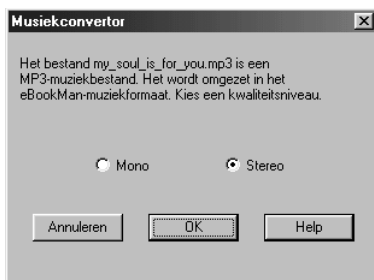 Musiekconvertor
Het bestand my_soul_is_for_you.mp3 is een
MP3-muziekbestand. Het wordt omgezet in het
eBookMan-muziekformaat. Kies een kwaliteitsniveau.
Mono Stereo
Annuleren OK Help